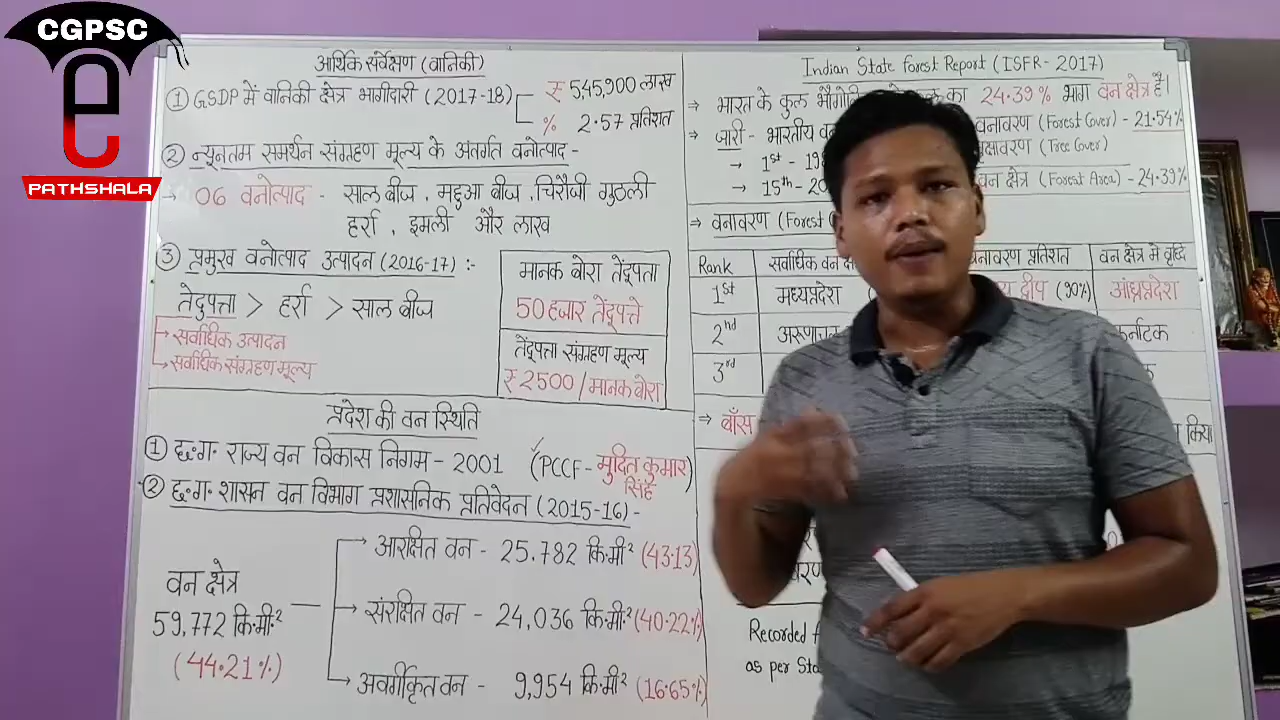 CGPSC
e
PATHSHALA
आर्थिक सर्वेक्षण (वानिकी)
① GSDP में वानिकी क्षेत्र भागीदारी (2017-18)
₹ 545,900 लाख
% 2.57 प्रतिशत
② न्यूनतम समर्थन संग्रहण मूल्य के अंतर्गत वनोत्पाद -
→ 06 वनोत्पाद - साल बीज, महुआ बीज, चिरौंजी गुठली
हर्रा, इमली और लाख
③ प्रमुख वनोत्पाद उत्पादन (2016-17) :-
तेंदुपत्ता > हर्रा > साल बीज
→ सर्वाधिक उत्पादन
→ सर्वाधिक संग्रहण मूल्य
मानक बोरा तेंदूपत्ता
50 हजार तेंदूपत्ते
तेंदूपत्ता संग्रहण मूल्य
₹ 2500 / मानक बोरा
प्रदेश की वन स्थिति
① छ.ग. राज्य वन विकास निगम - 2001 (PCCF - मुदित कुमार सिंह)
② छ.ग. शासन वन विभाग प्रशासनिक प्रतिवेदन (2015-16) -
वन क्षेत्र
59,772 कि.मी.²
(44.21%)
→ आरक्षित वन - 25.782 कि.मी² (43.13)
→ संरक्षित वन - 24,036 कि.मी.² (40.22%)
→ अवर्गीकृत वन - 9,954 कि.मी² (16.65%)
Indian State Forest Report (ISFR - 2017)
⇒ भारत के कुल का 24.39% भाग वन क्षेत्र है।
⇒ जारी - भारतीय वनावरण (Forest Cover) - 21.54%
→ 1st - (Tree Cover)
→ 15th - वन क्षेत्र (Forest Area) - 24.39%
⇒ वनावरण (Forest
Rank सर्वाधिक वन वनावरण प्रतिशत वन क्षेत्र में वृद्धि
1st मध्यप्रदेश द्वीप (90%) आंध्रप्रदेश
2nd कर्नाटक
3rd
⇒ बाँस किया
Recorded
as per